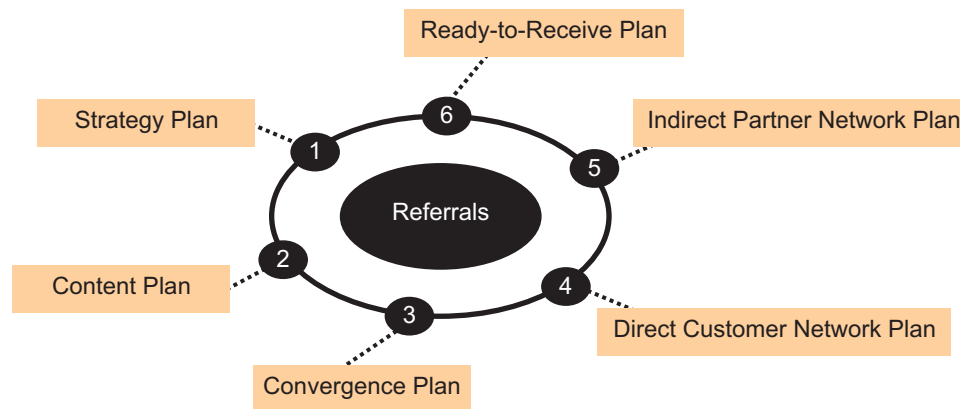 Ready-to-Receive Plan
6
Strategy Plan
Indirect Partner Network Plan
1
5
Referrals
2
Content Plan
4
3
Direct Customer Network Plan
Convergence Plan